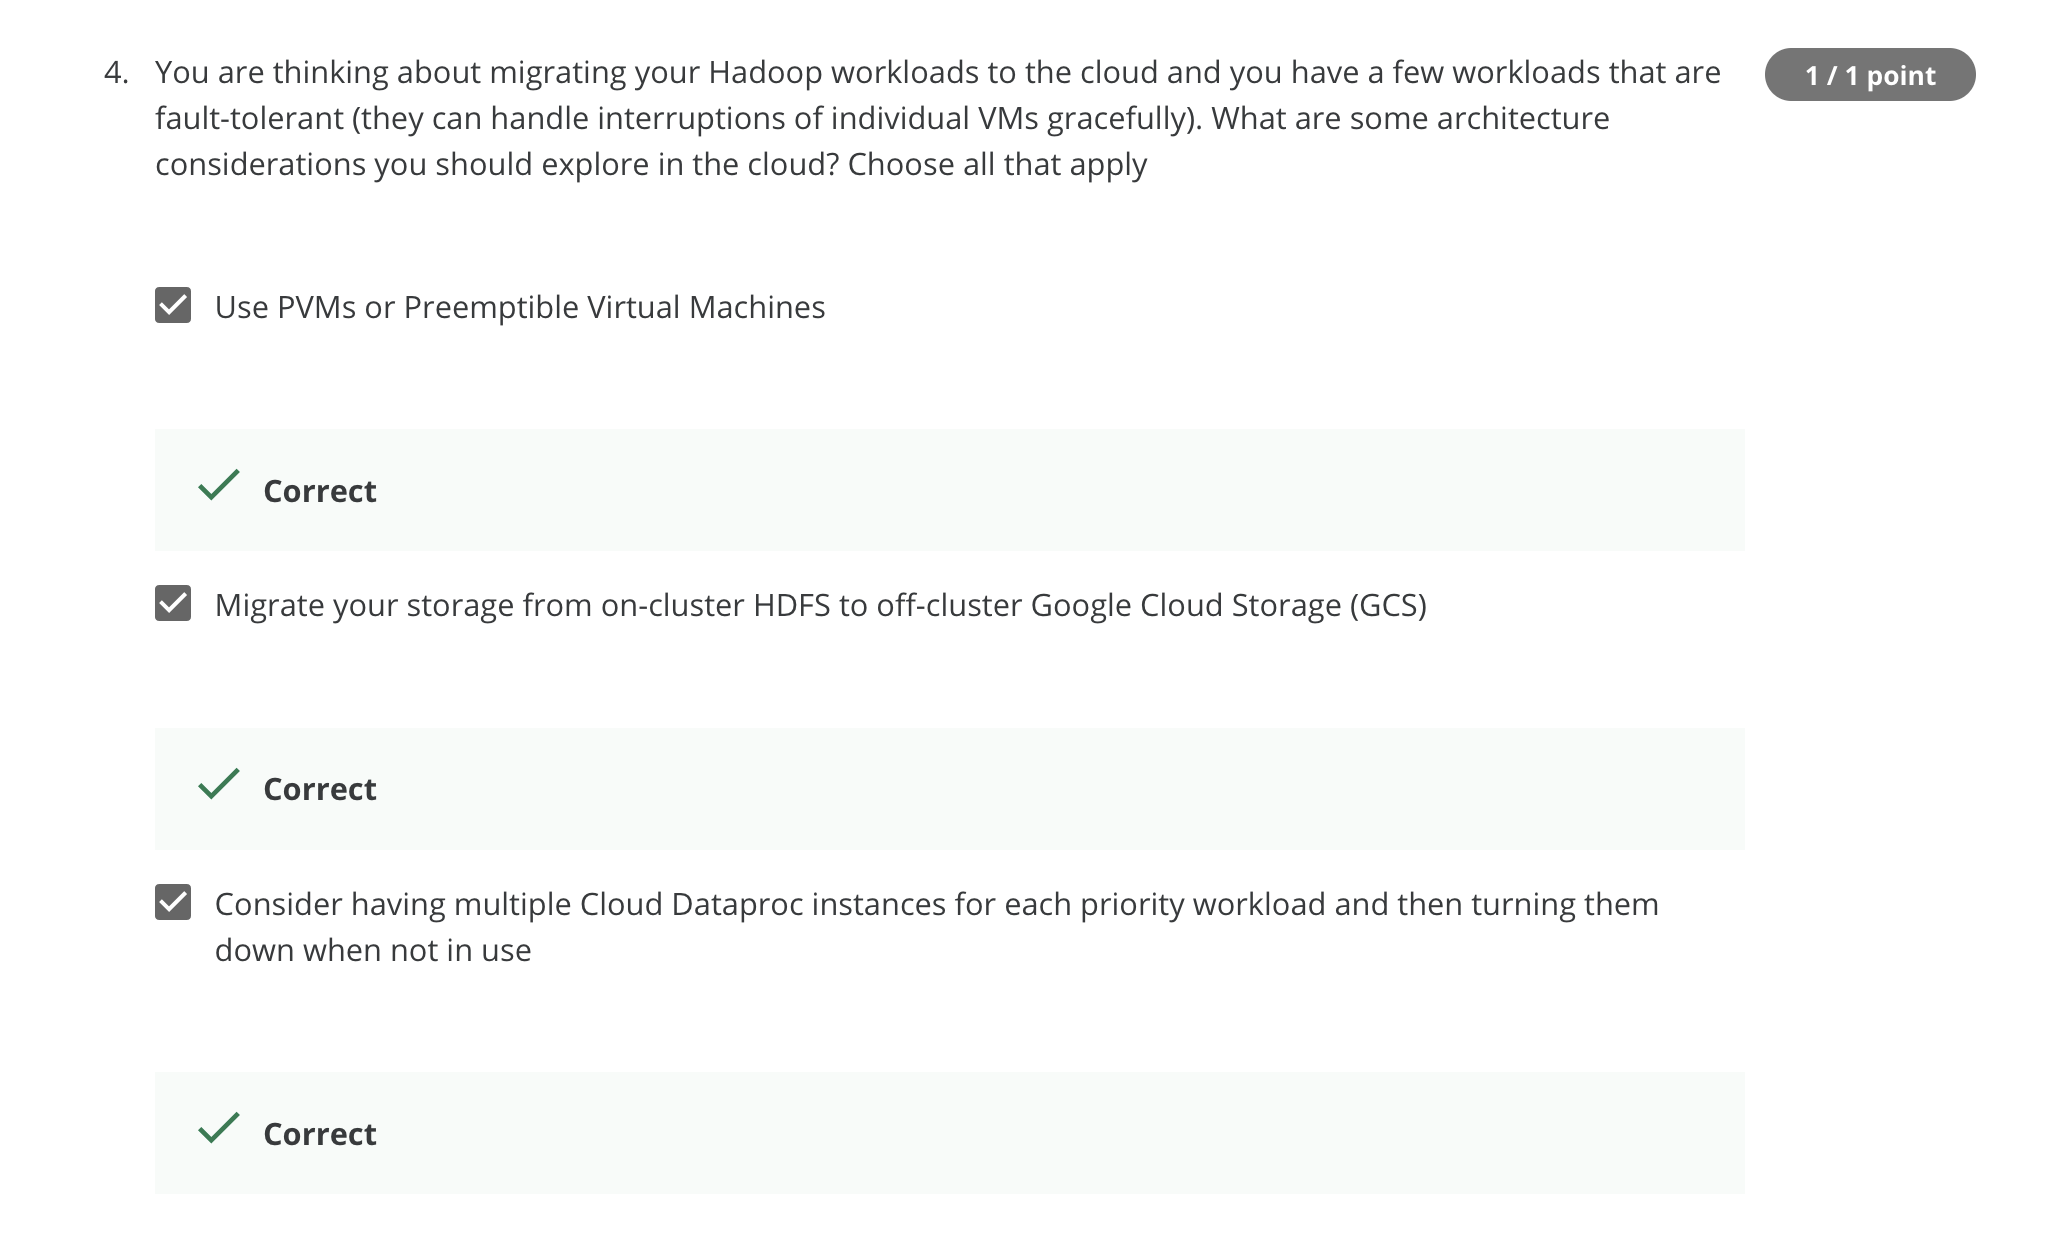 4. You are thinking about migrating your Hadoop workloads to the cloud and you have a few workloads that are
1 / 1 point
fault-tolerant (they can handle interruptions of individual VMs gracefully). What are some architecture
considerations you should explore in the cloud? Choose all that apply
Use PVMs or Preemptible Virtual Machines
Correct
Migrate your storage from on-cluster HDFS to off-cluster Google Cloud Storage (GCS)
Correct
Consider having multiple Cloud Dataproc instances for each priority workload and then turning them
down when not in use
Correct